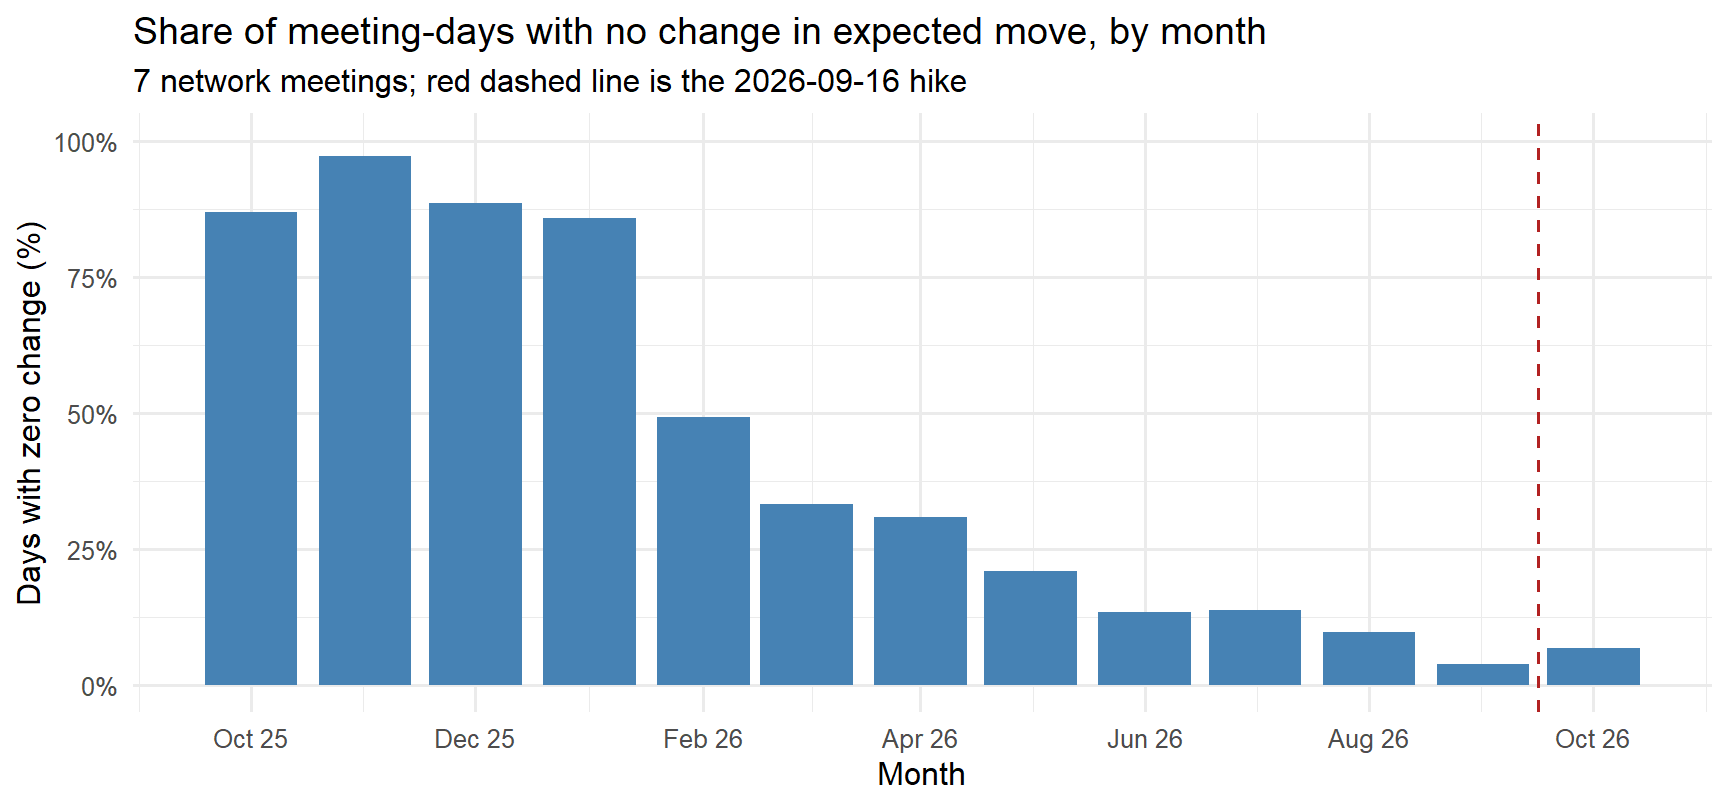 Share of meeting-days with no change in expected move, by month
7 network meetings; red dashed line is the 2026-09-16 hike
Days with zero change (%)
100%
75%
50%
25%
0%
Oct 25
Dec 25
Feb 26
Apr 26
Jun 26
Aug 26
Oct 26
Month